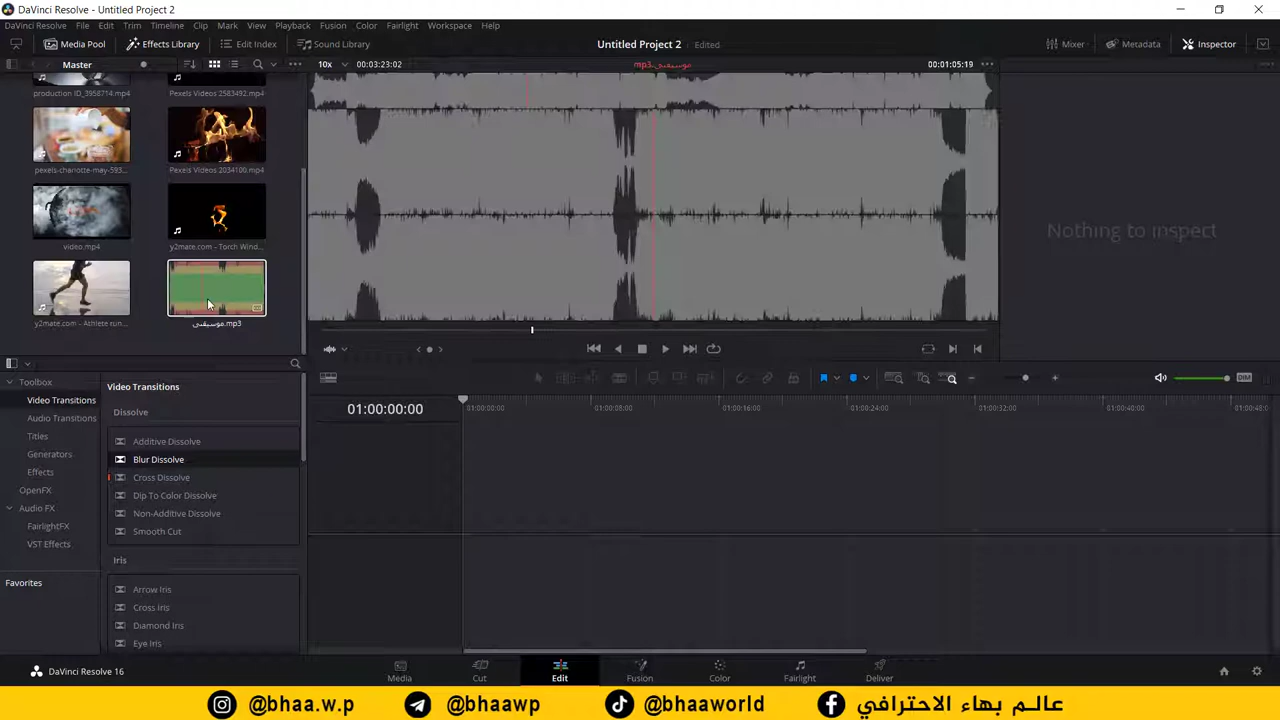 DaVinci Resolve - Untitled Project 2
DaVinci Resolve File Edit Trim Timeline Clip Mark View Playback Fusion Color Fairlight Workspace Help
Media Pool Effects Library Edit Index Sound Library Untitled Project 2 Edited Mixer Metadata Inspector
Master 10x 00:03:23:02 موسيقى.mp3 00:01:05:19
production ID_3958714.mp4 Pexels Videos 2583492.mp4
pexels-charlotte-may-593... Pexels Videos 2034100.mp4
video.mp4 y2mate.com - Torch Wind...
y2mate.com - Athlete run... موسيقى.mp3
Nothing to inspect
Toolbox
Video Transitions
Audio Transitions
Titles
Generators
Effects
OpenFX
Audio FX
FairlightFX
VST Effects
Favorites
Video Transitions
Dissolve
Additive Dissolve
Blur Dissolve
Cross Dissolve
Dip To Color Dissolve
Non-Additive Dissolve
Smooth Cut
Iris
Arrow Iris
Cross Iris
Diamond Iris
Eye Iris
DIM
01:00:00:00 01:00:00:00 01:00:08:00 01:00:16:00 01:00:24:00 01:00:32:00 01:00:40:00 01:00:48:0
DaVinci Resolve 16 Media Cut Edit Fusion Color Fairlight Deliver
@bhaa.w.p @bhaawp @bhaaworld عالم بهاء الاحترافي